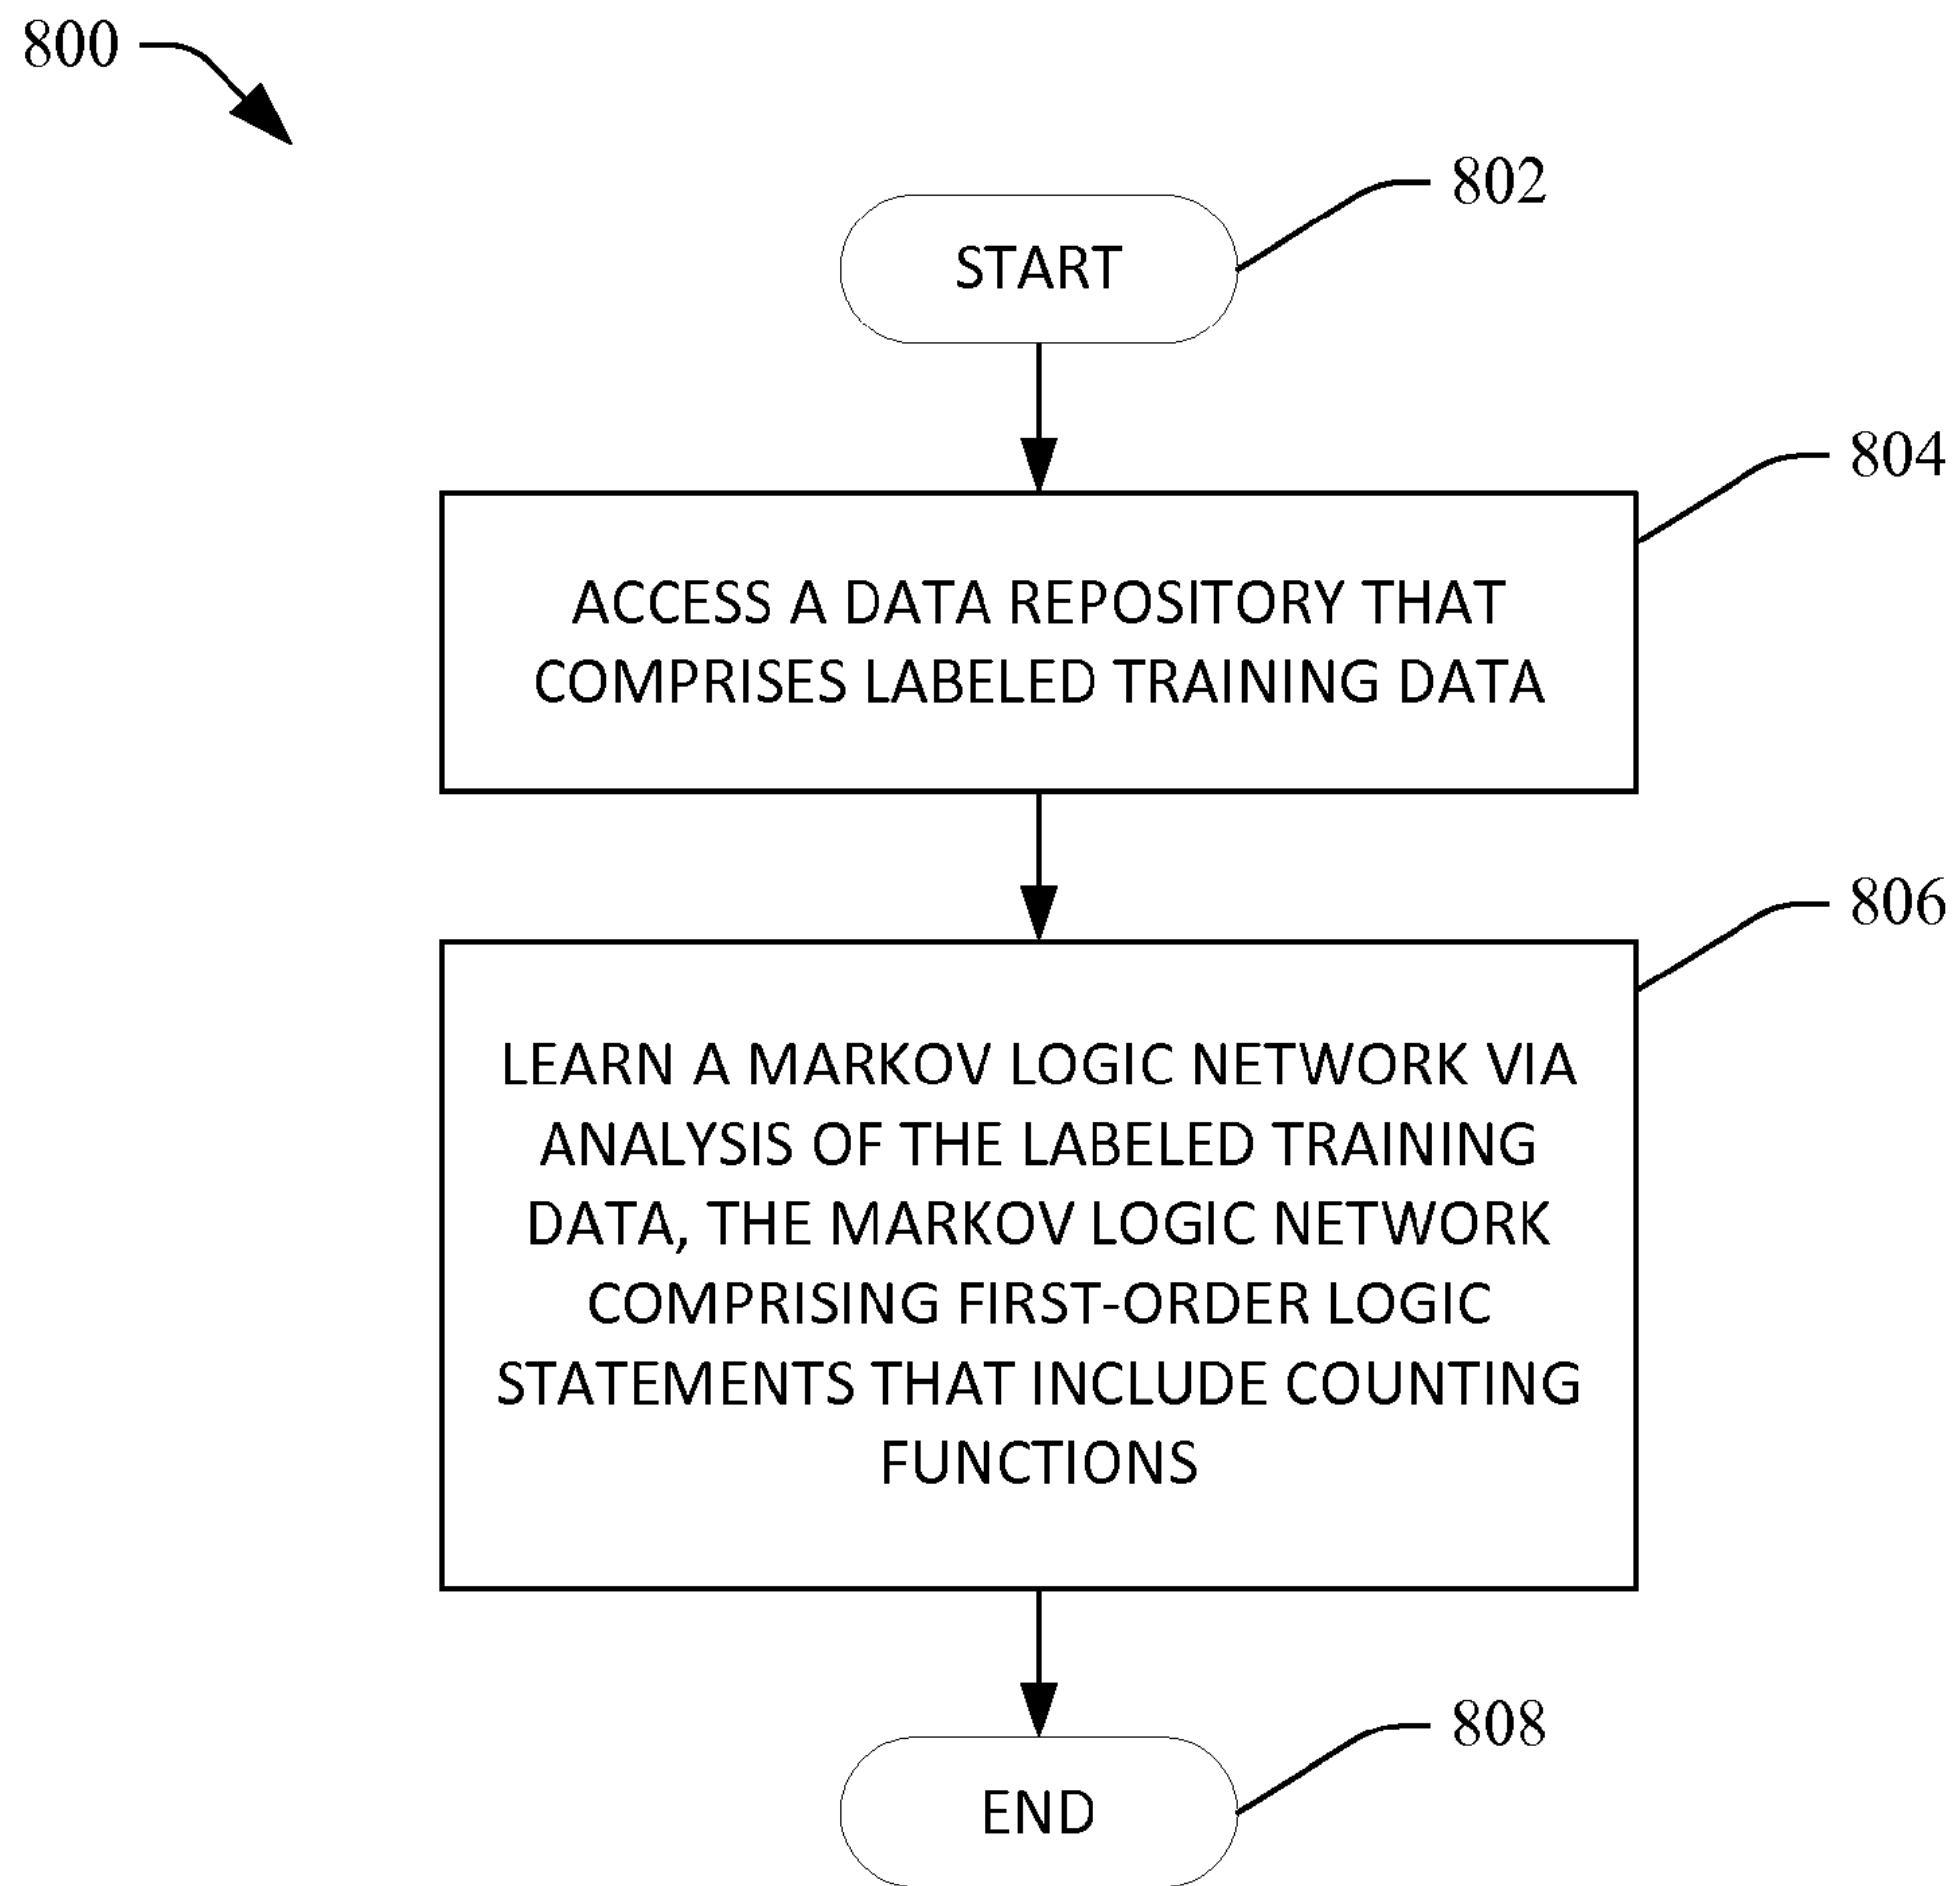 800
802
START
804
ACCESS A DATA REPOSITORY THAT
COMPRISES LABELED TRAINING DATA
806
LEARN A MARKOV LOGIC NETWORK VIA
ANALYSIS OF THE LABELED TRAINING
DATA, THE MARKOV LOGIC NETWORK
COMPRISING FIRST-ORDER LOGIC
STATEMENTS THAT INCLUDE COUNTING
FUNCTIONS
808
END